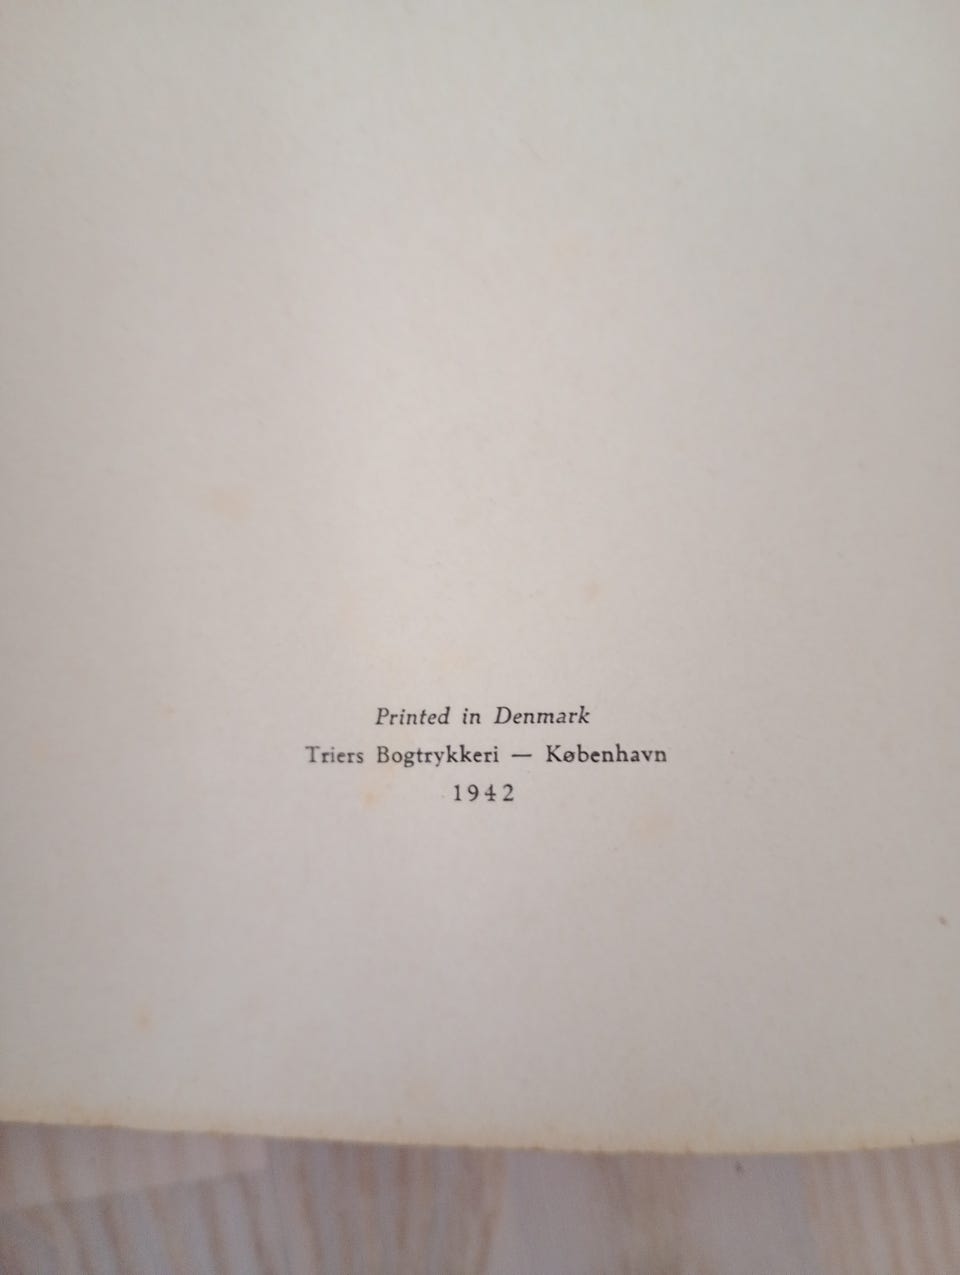 Printed in Denmark
Triers Bogtrykkeri — København
1942